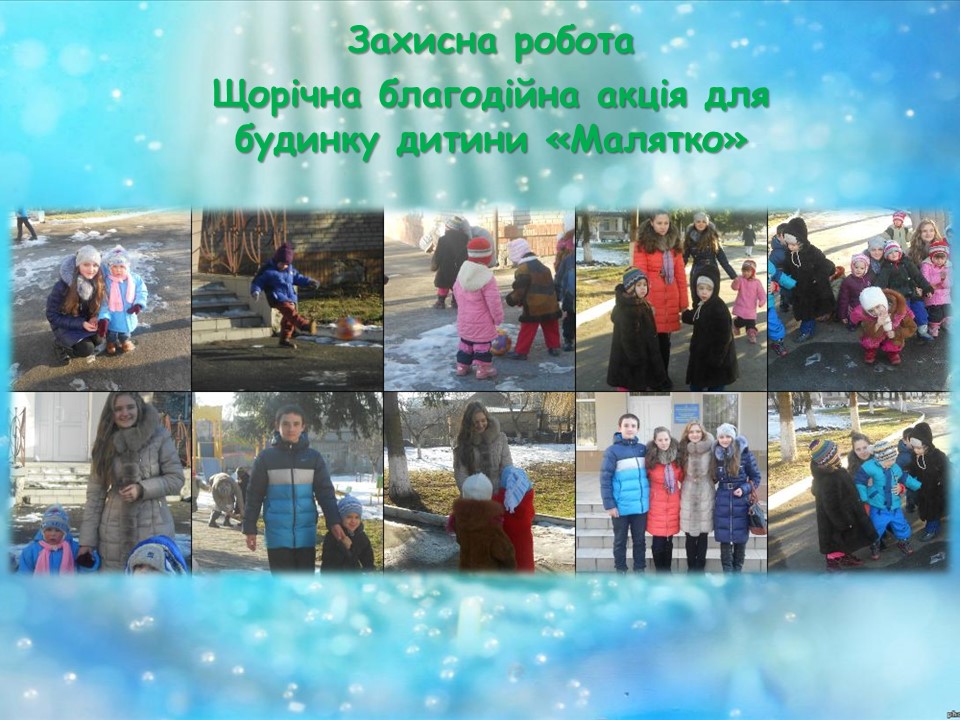 Захисна робота
Щорічна благодійна акція для
будинку дитини «Малятко»